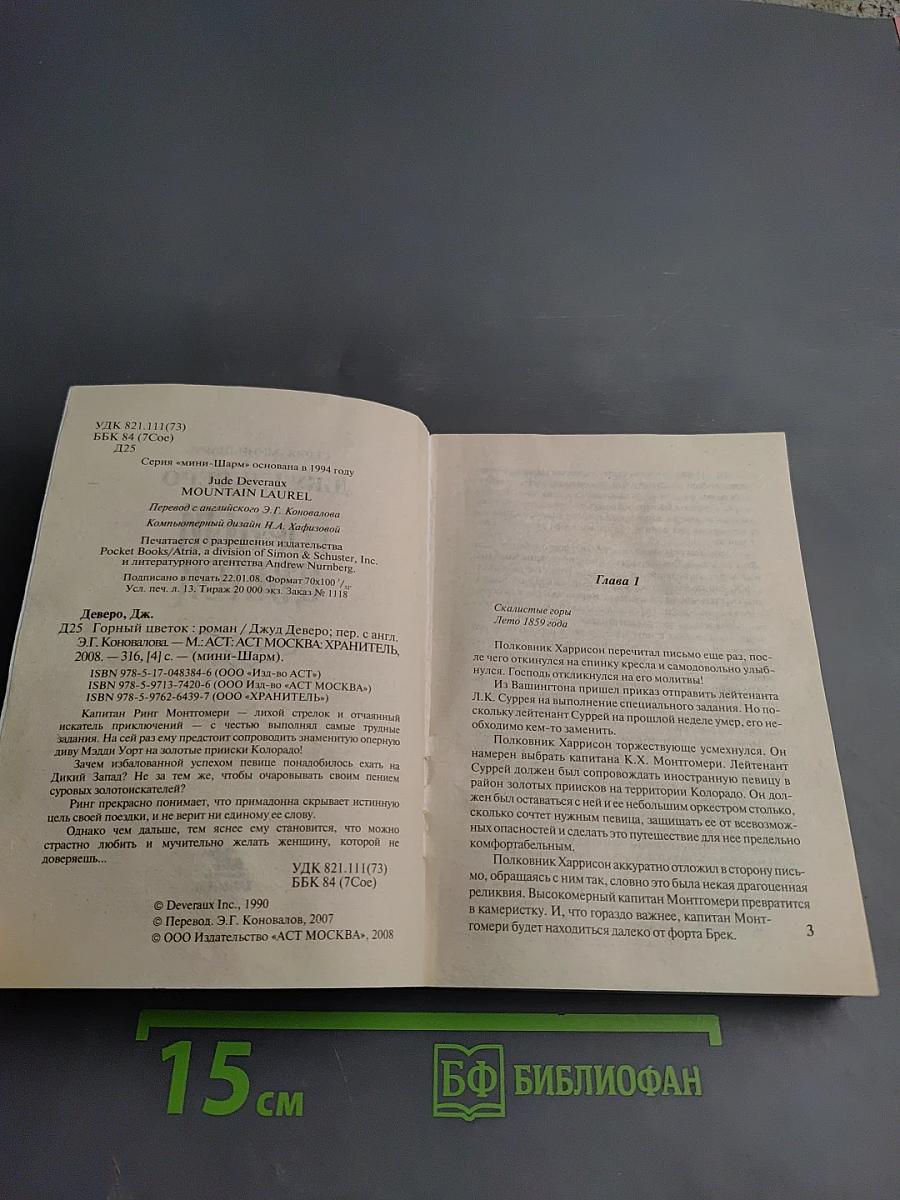 УДК 821.111(73)
ББК 84 (7Сое)
Д25
Серия «мини-Шарм» основана в 1994 году
Jude Deveraux
MOUNTAIN LAUREL
Перевод с английского Э.Г. Коновалова
Компьютерный дизайн Н.А. Хафизовой
Печатается с разрешения издательства
Pocket Books/Atria, a division of Simon & Schuster, Inc.
и литературного агентства Andrew Nurnberg.
Подписано в печать 22.01.08. Формат 70х100 1/32.
Усл. печ. л. 13. Тираж 20 000 экз. Заказ № 1118
Деверо, Дж.
Д25 Горный цветок : роман / Джуд Деверо; пер. с англ.
Э.Г. Коновалова. — М.: АСТ: АСТ МОСКВА: ХРАНИТЕЛЬ,
2008. — 316, [4] с. — (мини-Шарм).
ISBN 978-5-17-048384-6 (ООО «Изд-во АСТ»)
ISBN 978-5-9713-7420-6 (ООО Изд-во «АСТ МОСКВА»)
ISBN 978-5-9762-6439-7 (ООО «ХРАНИТЕЛЬ»)
Капитан Ринг Монтгомери — лихой стрелок и отчаянный
искатель приключений — с честью выполнял самые трудные
задания. На сей раз ему предстоит сопроводить знаменитую оперную
диву Мэдди Уорт на золотые прииски Колорадо!
Зачем избалованной успехом певице понадобилось ехать на
Дикий Запад? Не за тем же, чтобы очаровывать своим пением
суровых золотоискателей?
Ринг прекрасно понимает, что примадонна скрывает истинную
цель своей поездки, и не верит ни единому ее слову.
Однако чем дальше, тем яснее ему становится, что можно
страстно любить и мучительно желать женщину, которой не
доверяешь...
УДК 821.111(73)
ББК 84 (7Сое)
© Deveraux Inc., 1990
© Перевод. Э.Г. Коновалов, 2007
© ООО Издательство «АСТ МОСКВА», 2008
Глава 1
Скалистые горы
Лето 1859 года
Полковник Харрисон перечитал письмо еще раз, пос-
ле чего откинулся на спинку кресла и самодовольно улыб-
нулся. Господь откликнулся на его молитвы!
Из Вашингтона пришел приказ отправить лейтенанта
Л.К. Суррея на выполнение специального задания. Но по-
скольку лейтенант Суррей на прошлой неделе умер, его не-
обходимо кем-то заменить.
Полковник Харрисон торжествующе усмехнулся. Он
намерен выбрать капитана К.Х. Монтгомери. Лейтенант
Суррей должен был сопровождать иностранную певицу в
район золотых приисков на территории Колорадо. Он дол-
жен был оставаться с ней и ее небольшим оркестром столько,
сколько сочтет нужным певица, защищать ее от всевозмож-
ных опасностей и сделать это путешествие для нее предельно
комфортабельным.
Полковник Харрисон аккуратно отложил в сторону пись-
мо, обращаясь с ним так, словно это была некая драгоценная
реликвия. Высокомерный капитан Монтгомери превратится
в камеристку. И, что гораздо важнее, капитан Монт-
гомери будет находиться далеко от форта Брек.
3
15 см
БФ БИБЛИОФАН